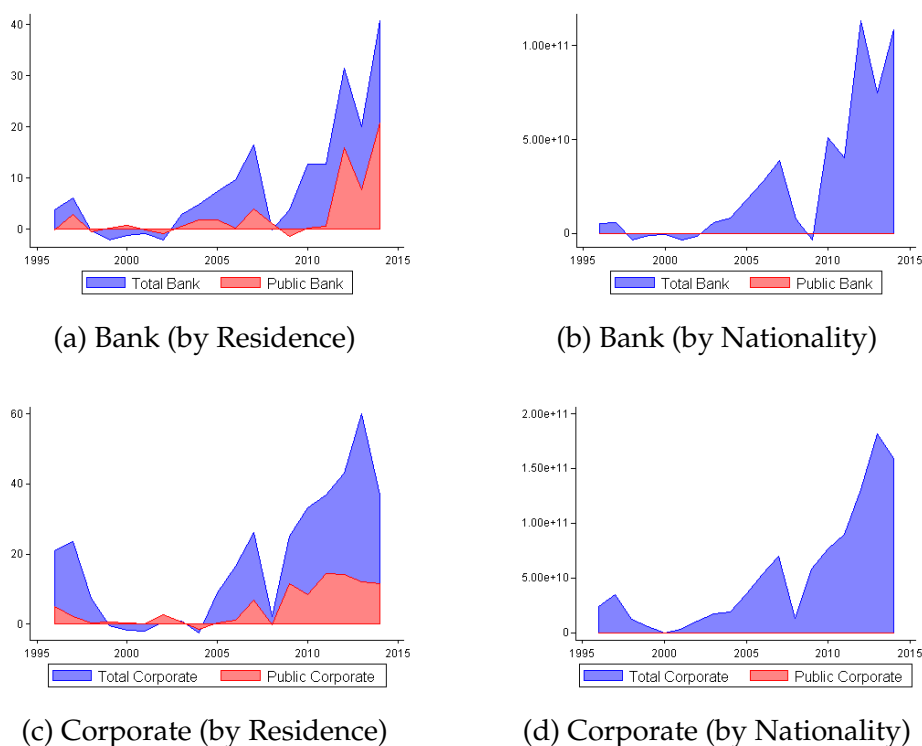 40
30
20
10
0
1995 2000 2005 2010 2015
Total Bank Public Bank
(a) Bank (by Residence)
1.00e+11
5.00e+10
0
1995 2000 2005 2010 2015
Total Bank Public Bank
(b) Bank (by Nationality)
60
40
20
0
1995 2000 2005 2010 2015
Total Corporate Public Corporate
(c) Corporate (by Residence)
2.00e+11
1.50e+11
1.00e+11
5.00e+10
0
1995 2000 2005 2010 2015
Total Corporate Public Corporate
(d) Corporate (by Nationality)